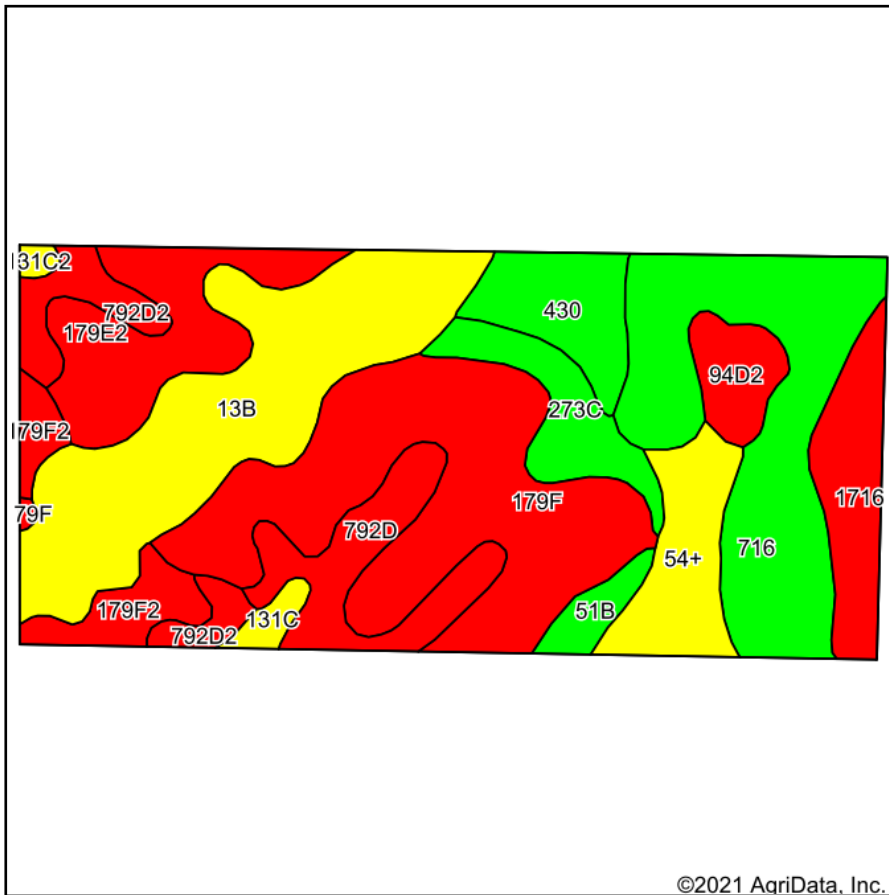 131C2
792D2
179E2
430
94D2
13B
273C
179F2
79F
179F
1716
792D
716
54+
179F2
51B
131C
792D2
©2021 AgriData, Inc.